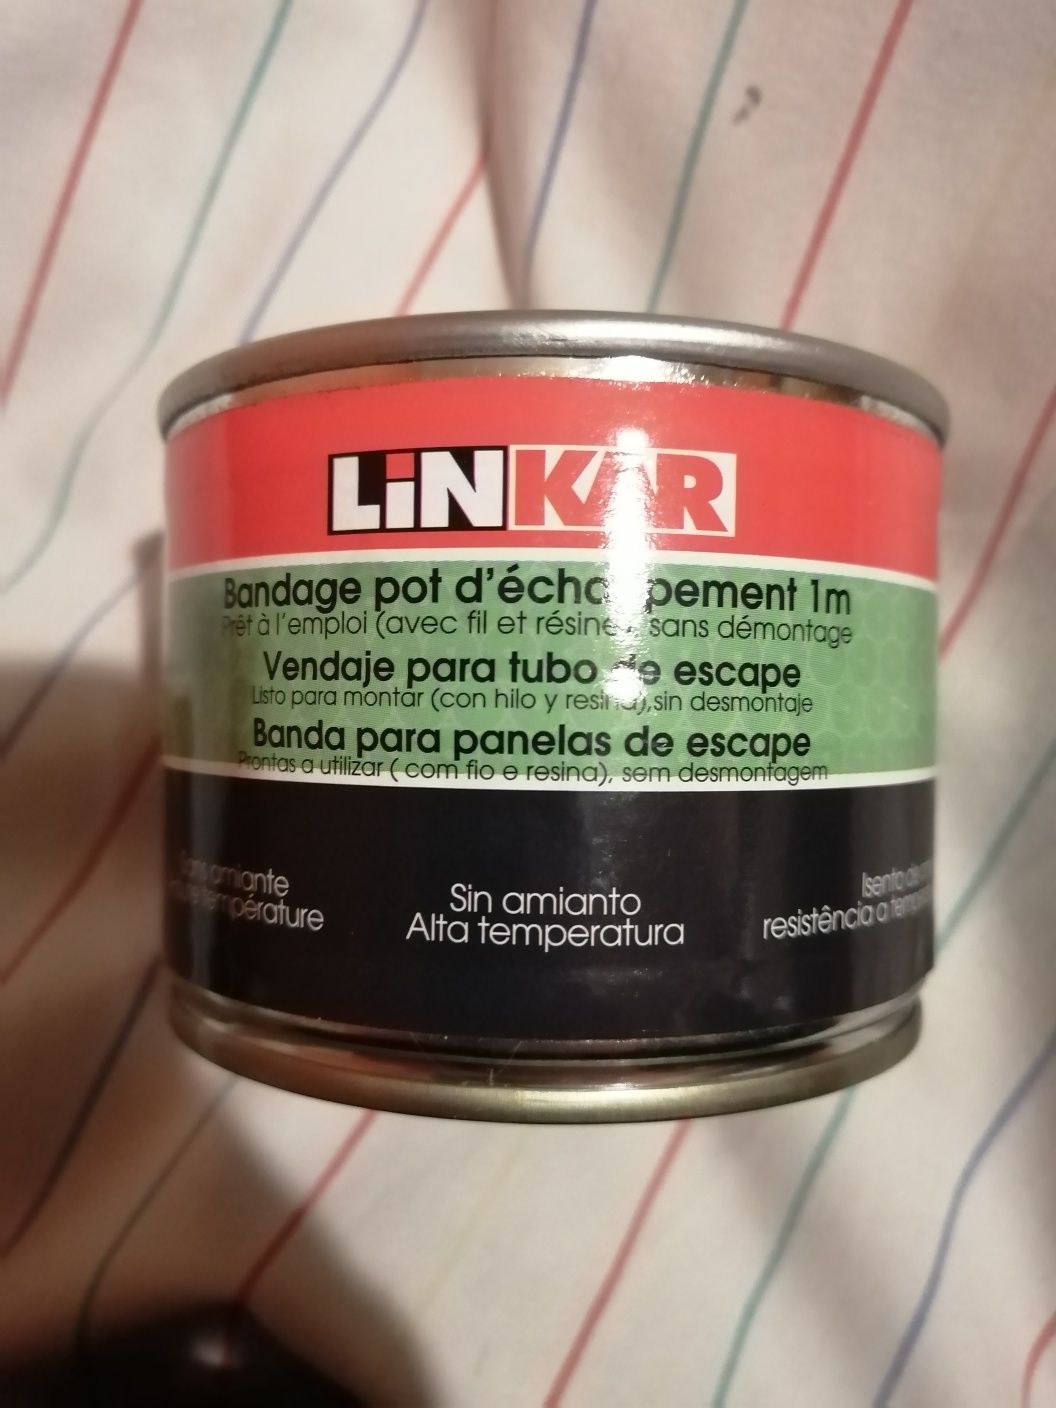 LiNKAR
Bandage pot d'échappement 1m
Prêt à l'emploi (avec fil et résine), sans démontage
Vendaje para tubo de escape
Listo para montar (con hilo y resina),sin desmontaje
Banda para panelas de escape
Prontas a utilizar ( com fio e resina), sem desmontagem
Sans amiante
température
Sin amianto
Alta temperatura
Isento de
resistência a